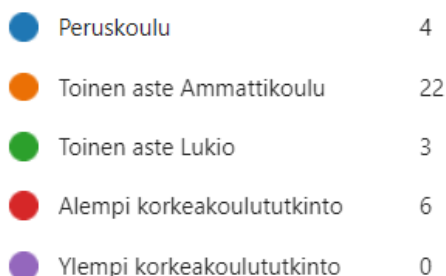 Peruskoulu 4
Toinen aste Ammattikoulu 22
Toinen aste Lukio 3
Alempi korkeakoulututkinto 6
Ylempi korkeakoulututkinto 0